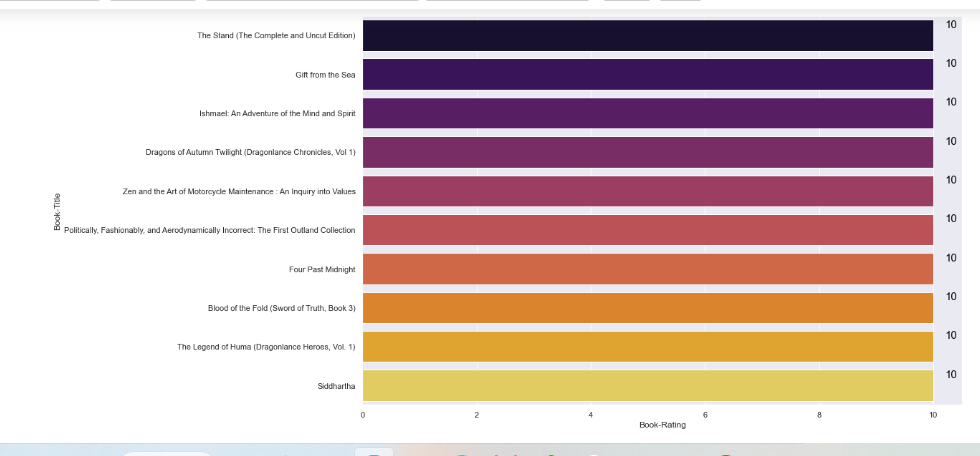 The Stand (The Complete and Uncut Edition) 10
Gift from the Sea 10
Ishmael: An Adventure of the Mind and Spirit 10
Dragons of Autumn Twilight (Dragonlance Chronicles, Vol 1) 10
Zen and the Art of Motorcycle Maintenance : An Inquiry into Values 10
Book-Title
Politically, Fashionably, and Aerodynamically Incorrect: The First Outland Collection 10
Four Past Midnight 10
Blood of the Fold (Sword of Truth, Book 3) 10
The Legend of Huma (Dragonlance Heroes, Vol. 1) 10
Siddhartha 10
0 2 4 6 8 10
Book-Rating